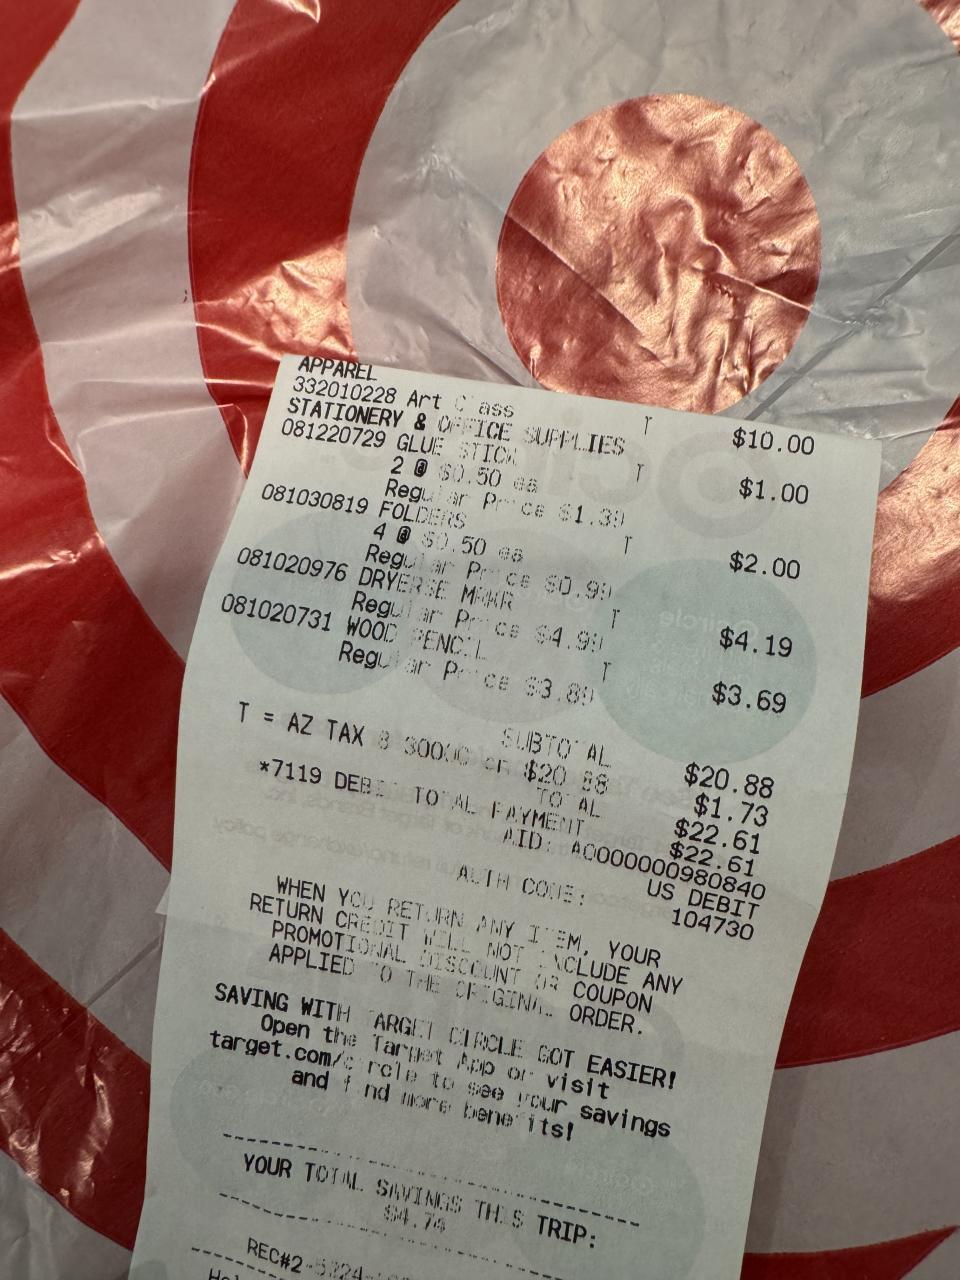 APPAREL
332010228 Art Class T $10.00
STATIONERY & OFFICE SUPPLIES
081220729 GLUE STICK T $1.00
2 @ $0.50 ea
Regular Price $1.39
081030819 FOLDERS T $2.00
4 @ $0.50 ea
Regular Price $0.99
081020976 DRYERSE MRKR T $4.19
Regular Price $4.99
081020731 WOOD PENCIL T $3.69
Regular Price $3.89
SUBTOTAL $20.88
T = AZ TAX 8.3000% on $20.88 $1.73
TOTAL $22.61
*7119 DEBIT TOTAL PAYMENT $22.61
AID: A0000000980840
US DEBIT
AUTH CODE: 104730
WHEN YOU RETURN ANY ITEM, YOUR
RETURN CREDIT WILL NOT INCLUDE ANY
PROMOTIONAL DISCOUNT OR COUPON
APPLIED TO THE ORIGINAL ORDER.
SAVING WITH TARGET CIRCLE GOT EASIER!
Open the Target App or visit
target.com/circle to see your savings
and find more benefits!
YOUR TOTAL SAVINGS THIS TRIP:
$4.74